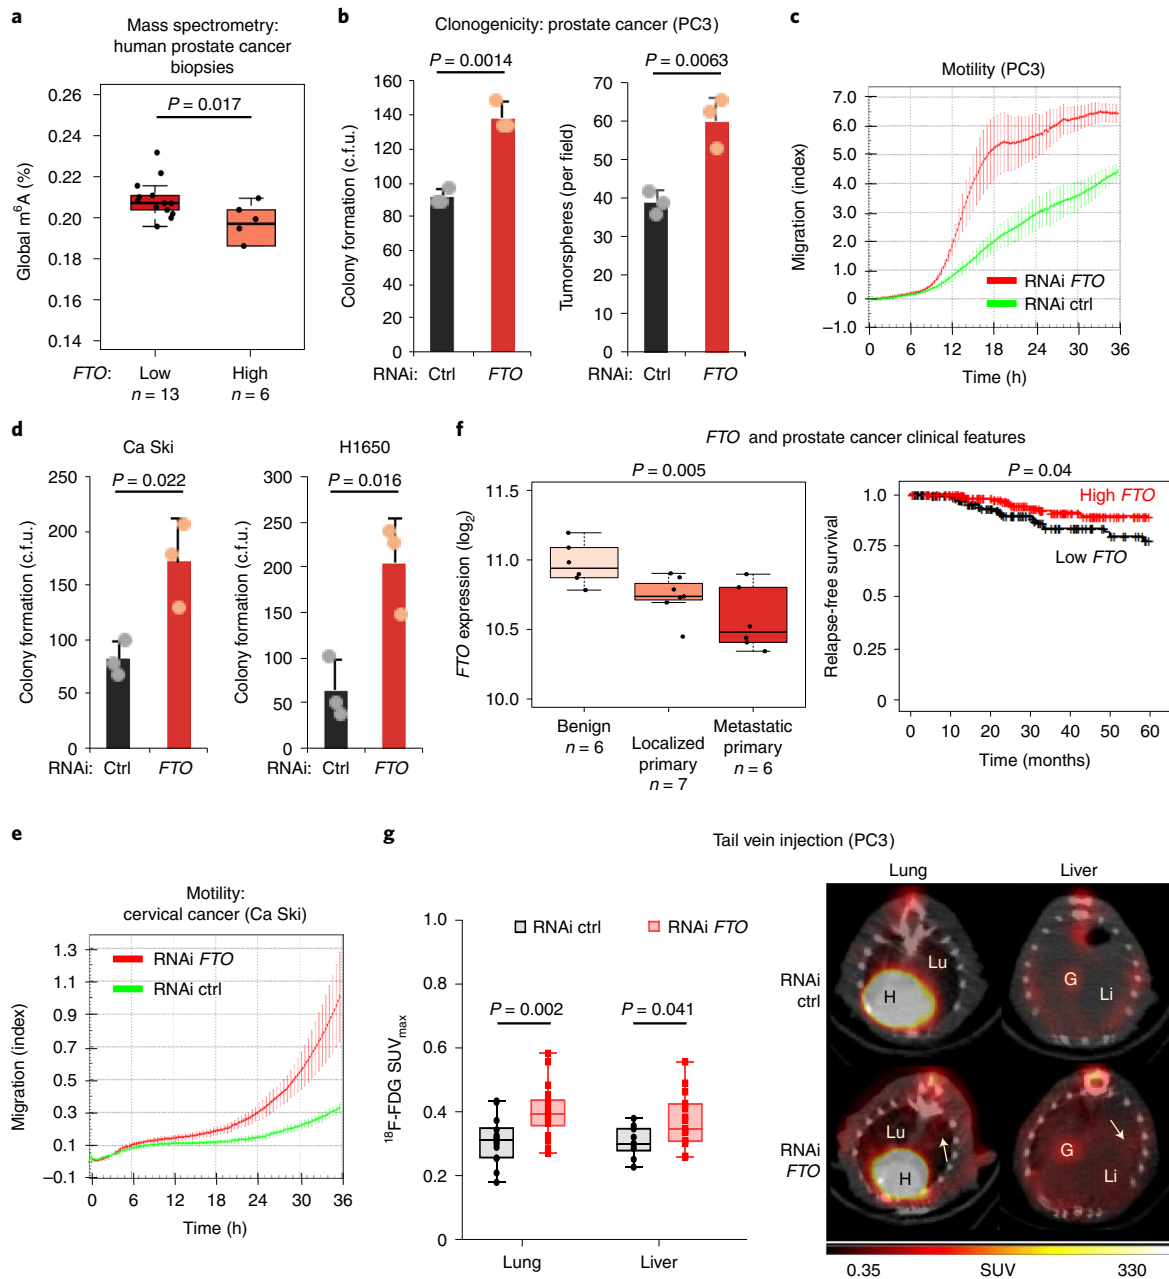 a
Mass spectrometry:
human prostate cancer
biopsies
P = 0.017
Global m⁶A (%)
0.26
0.24
0.22
0.20
0.18
0.16
0.14
FTO:
Low
n = 13
High
n = 6
b
Clonogenicity: prostate cancer (PC3)
P = 0.0014
Colony formation (c.f.u.)
160
140
120
100
80
60
40
20
0
RNAi:
Ctrl
FTO
P = 0.0063
Tumorspheres (per field)
70
60
50
40
30
20
10
0
RNAi:
Ctrl
FTO
c
Motility (PC3)
Migration (index)
7.0
6.0
5.0
4.0
3.0
2.0
1.0
0
–1.0
RNAi FTO
RNAi ctrl
0 6 12 18 24 30 36
Time (h)
d
Ca Ski
P = 0.022
Colony formation (c.f.u.)
250
200
150
100
50
0
RNAi:
Ctrl
FTO
H1650
P = 0.016
Colony formation (c.f.u.)
300
250
200
150
100
50
0
RNAi:
Ctrl
FTO
f
FTO and prostate cancer clinical features
P = 0.005
FTO expression (log₂)
11.5
11.0
10.5
10.0
Benign
n = 6
Localized
primary
n = 7
Metastatic
primary
n = 6
P = 0.04
Relapse-free survival
1.0
0.75
0.5
0.25
0
High FTO
Low FTO
0 10 20 30 40 50 60
Time (months)
e
Motility:
cervical cancer (Ca Ski)
Migration (index)
1.3
1.1
0.9
0.7
0.5
0.3
0.1
–0.1
RNAi FTO
RNAi ctrl
0 6 12 18 24 30 36
Time (h)
g
Tail vein injection (PC3)
¹⁸F-FDG SUVmax
1.0
0.8
0.6
0.4
0.2
0
RNAi ctrl
RNAi FTO
P = 0.002
P = 0.041
Lung
Liver
Lung
Liver
RNAi
ctrl
Lu
H
G
Li
RNAi
FTO
Lu
H
G
Li
0.35
SUV
330